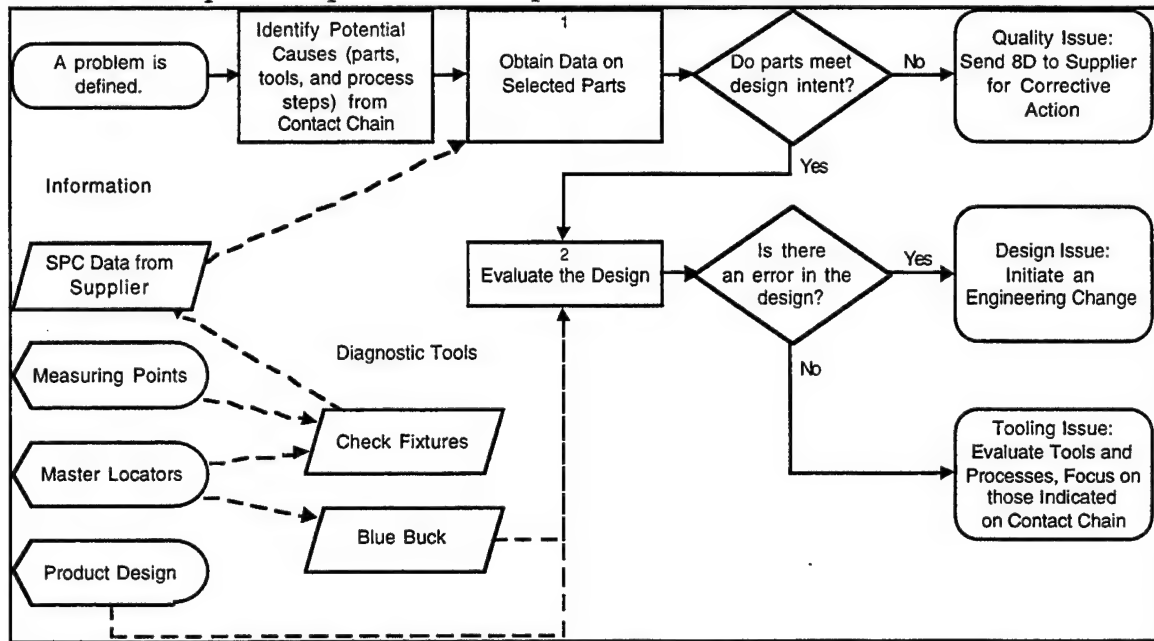 A problem is
defined.
Identify Potential
Causes (parts,
tools, and process
steps) from
Contact Chain
1
Obtain Data on
Selected Parts
Do parts meet
design intent?
No
Quality Issue:
Send 8D to Supplier
for Corrective
Action
Yes
Information
SPC Data from
Supplier
2
Evaluate the Design
Is there
an error in the
design?
Yes
Design Issue:
Initiate an
Engineering Change
No
Diagnostic Tools
Measuring Points
Check Fixtures
Master Locators
Tooling Issue:
Evaluate Tools and
Processes, Focus on
those Indicated
on Contact Chain
Blue Buck
Product Design